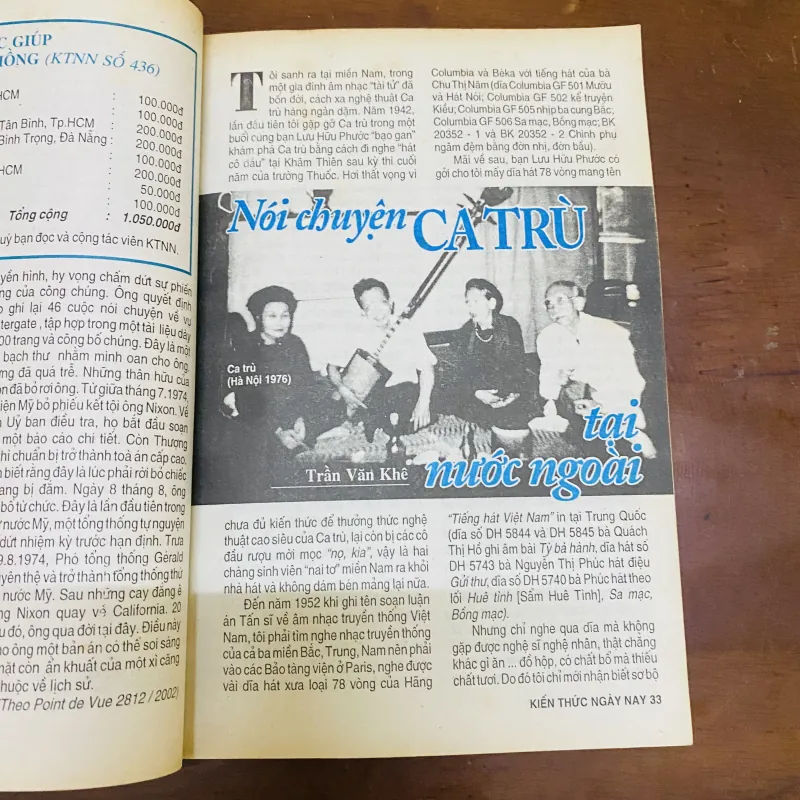 C GIÚP
HỒNG (KTNN SỐ 436)
HCM : 100.000đ
: 100.000đ
Tân Bình, Tp.HCM : 200.000đ
Bình Trọng, Đà Nẵng : 200.000đ
: 100.000đ
HCM : 200.000đ
50.000đ
: 100.000đ
Tổng cộng : 1.050.000đ
quý bạn đọc và cộng tác viên KTNN.
yền hình, hy vọng chấm dứt sự phiền
ng của công chúng. Ông quyết định
o ghi lại 46 cuộc nói chuyện về vụ
tergate, tập hợp trong một tài liệu dày
00 trang và công bố chúng. Đây là một
bạch thư nhằm minh oan cho ông.
ng đã quá trễ. Những thân hữu của
ôn đã bỏ rơi ông. Từ giữa tháng 7.1974,
iện Mỹ bỏ phiếu kết tội ông Nixon. Về
Uỷ ban điều tra, họ bắt đầu soạn
một báo cáo chi tiết. Còn Thượng
thì chuẩn bị trở thành toà án cấp cao.
n biết rằng đây là lúc phải rời bỏ chiếc
ang bị đắm. Ngày 8 tháng 8, ông
bố từ chức. Đây là lần đầu tiên trong
nước Mỹ, một tổng thống tự nguyện
dứt nhiệm kỳ trước hạn định. Trưa
9.8.1974, Phó tổng thống Gérald
uyên thệ và trở thành tổng thống thứ
nước Mỹ. Sau những cay đắng ê
ng Nixon quay về California. 20
u đó, ông qua đời tại đây. Điều này
ho ông một bản án có thể soi sáng
mặt còn ẩn khuất của một xì căng
thuộc về lịch sử.
(Theo Point de Vue 2812 / 2002)
Tôi sanh ra tại miền Nam, trong
một gia đình âm nhạc "tài tử" đã
bốn đời, cách xa nghệ thuật Ca
trù hàng ngàn dặm. Năm 1942,
lần đầu tiên tôi gặp gỡ Ca trù trong một
buổi cùng bạn Lưu Hữu Phước "bạo gan"
khám phá Ca trù bằng cách đi nghe "hát
cô đầu" tại Khâm Thiên sau kỳ thi cuối
năm của trường Thuốc. Hơi thất vọng vì
Columbia và Béka với tiếng hát của bà
Chu Thị Năm (dĩa Columbia GF 501 Mưỡu
và Hát Nói; Columbia GF 502 kể truyện
Kiều; Columbia GF 505 nhịp ba cung Bắc;
Columbia GF 506 Sa mạc, Bồng mạc; BK
20352 - 1 và BK 20352 - 2 Chinh phụ
ngâm đệm bằng đờn nhị, đờn bầu).
Mãi về sau, bạn Lưu Hữu Phước có
gởi cho tôi mấy dĩa hát 78 vòng mang tên
Nói chuyện CA TRÙ
Ca trù
(Hà Nội 1976)
tại
nước ngoài
Trần Văn Khê
chưa đủ kiến thức để thưởng thức nghệ
thuật cao siêu của Ca trù, lại còn bị các cô
đầu rượu mời mọc "nọ, kia", vậy là hai
chàng sinh viên "nai tơ" miền Nam ra khỏi
nhà hát và không dám bén mảng lại nữa.
Đến năm 1952 khi ghi tên soạn luận
án Tấn sĩ về âm nhạc truyền thống Việt
Nam, tôi phải tìm nghe nhạc truyền thống
của cả ba miền Bắc, Trung, Nam nên phải
vào các Bảo tàng viện ở Paris, nghe được
vài dĩa hát xưa loại 78 vòng của Hãng
"Tiếng hát Việt Nam" in tại Trung Quốc
(dĩa số DH 5844 và DH 5845 bà Quách
Thị Hồ ghi âm bài Tỳ bà hành, dĩa hát số
DH 5743 bà Nguyễn Thị Phúc hát điệu
Gửi thư, dĩa số DH 5740 bà Phúc hát theo
lối Huê tình [Sẩm Huê Tình], Sa mạc,
Bồng mạc).
Nhưng chỉ nghe qua dĩa mà không
gặp được nghệ sĩ nghệ nhân, thật chẳng
khác gì ăn ... đồ hộp, có chất bổ mà thiếu
chất tươi. Do đó tôi chỉ mới nhận biết sơ bộ
KIẾN THỨC NGÀY NAY 33